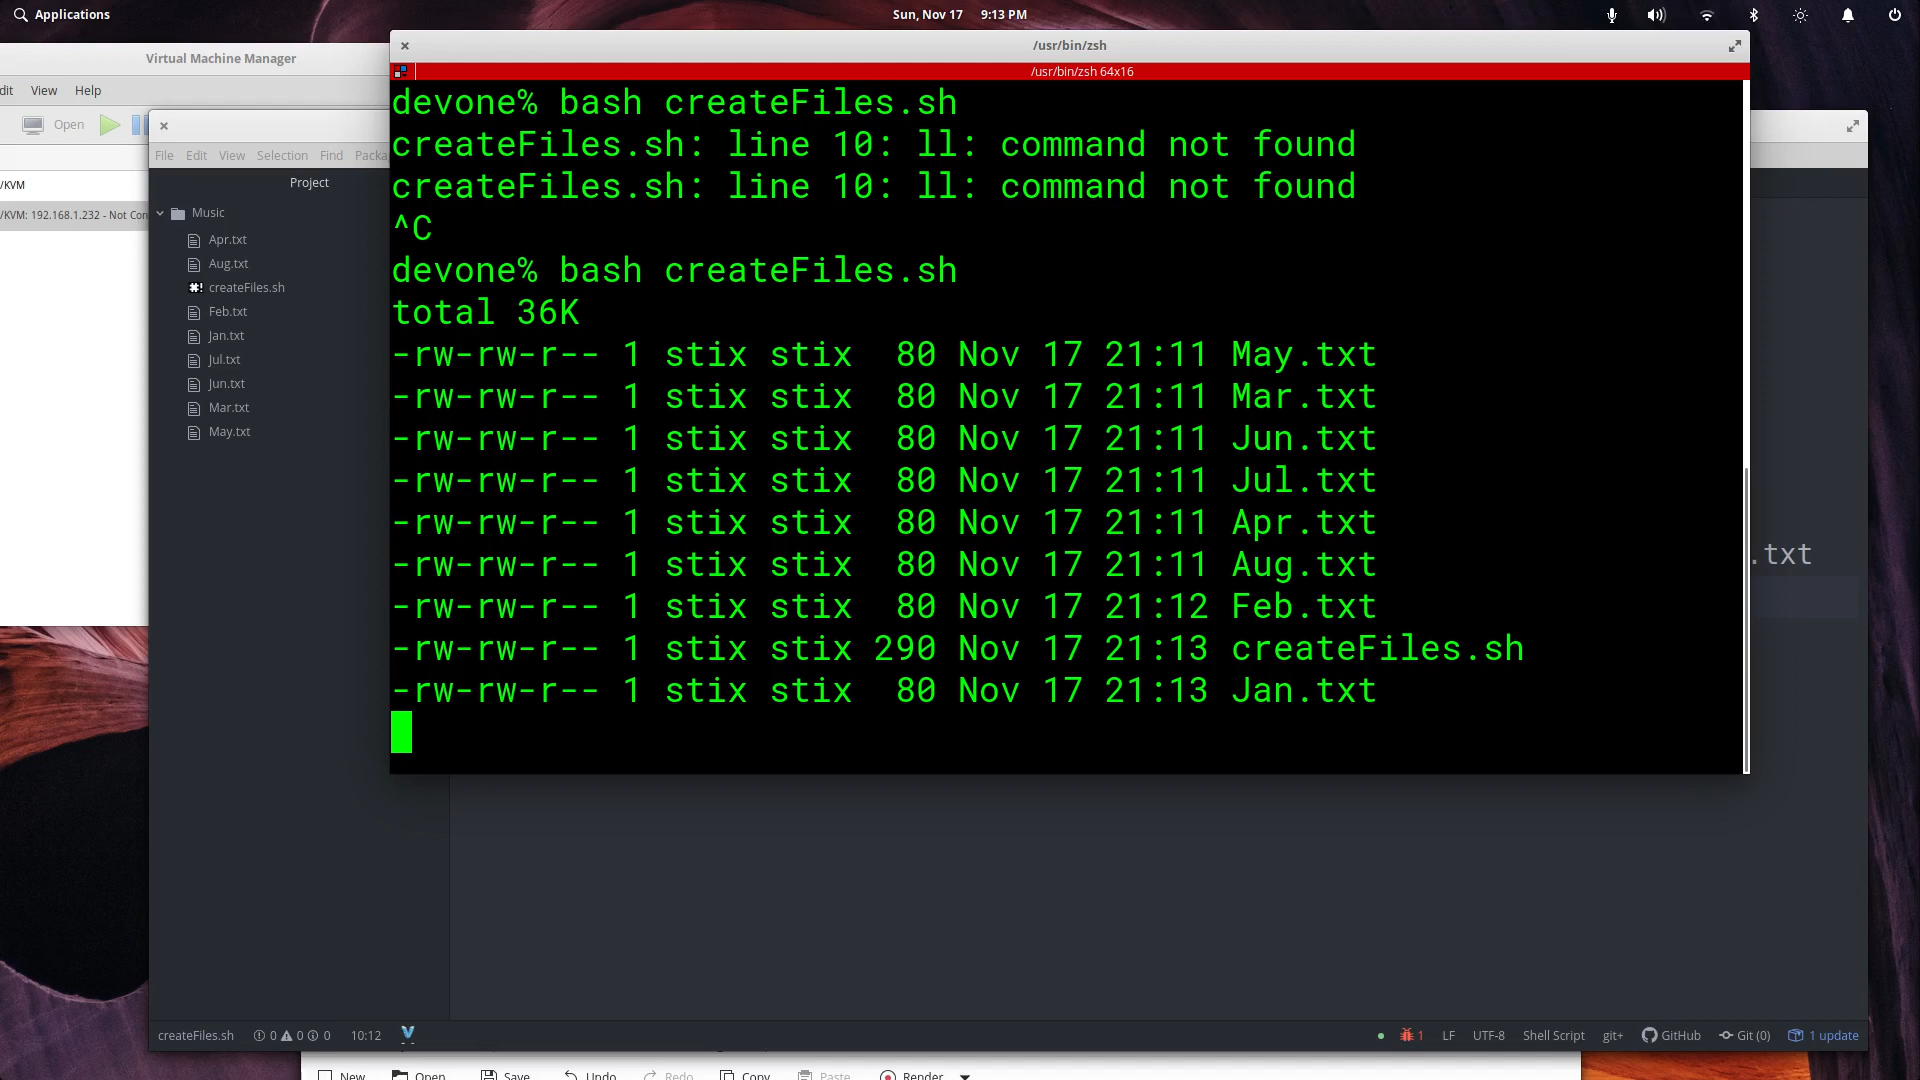 Applications
Sun, Nov 17 9:13 PM
Virtual Machine Manager
dit View Help
Open
/KVM
/KVM: 192.168.1.232 - Not Con
File Edit View Selection Find Packa
Project
Music
Apr.txt
Aug.txt
createFiles.sh
Feb.txt
Jan.txt
Jul.txt
Jun.txt
Mar.txt
May.txt
/usr/bin/zsh
/usr/bin/zsh 64x16
devone% bash createFiles.sh
createFiles.sh: line 10: ll: command not found
createFiles.sh: line 10: ll: command not found
^C
devone% bash createFiles.sh
total 36K
-rw-rw-r-- 1 stix stix  80 Nov 17 21:11 May.txt
-rw-rw-r-- 1 stix stix  80 Nov 17 21:11 Mar.txt
-rw-rw-r-- 1 stix stix  80 Nov 17 21:11 Jun.txt
-rw-rw-r-- 1 stix stix  80 Nov 17 21:11 Jul.txt
-rw-rw-r-- 1 stix stix  80 Nov 17 21:11 Apr.txt
-rw-rw-r-- 1 stix stix  80 Nov 17 21:11 Aug.txt
-rw-rw-r-- 1 stix stix  80 Nov 17 21:12 Feb.txt
-rw-rw-r-- 1 stix stix 290 Nov 17 21:13 createFiles.sh
-rw-rw-r-- 1 stix stix  80 Nov 17 21:13 Jan.txt
.txt
createFiles.sh 0 0 0 10:12 1 LF UTF-8 Shell Script git+ GitHub Git (0) 1 update
New Open Save Undo Redo Copy Paste Render